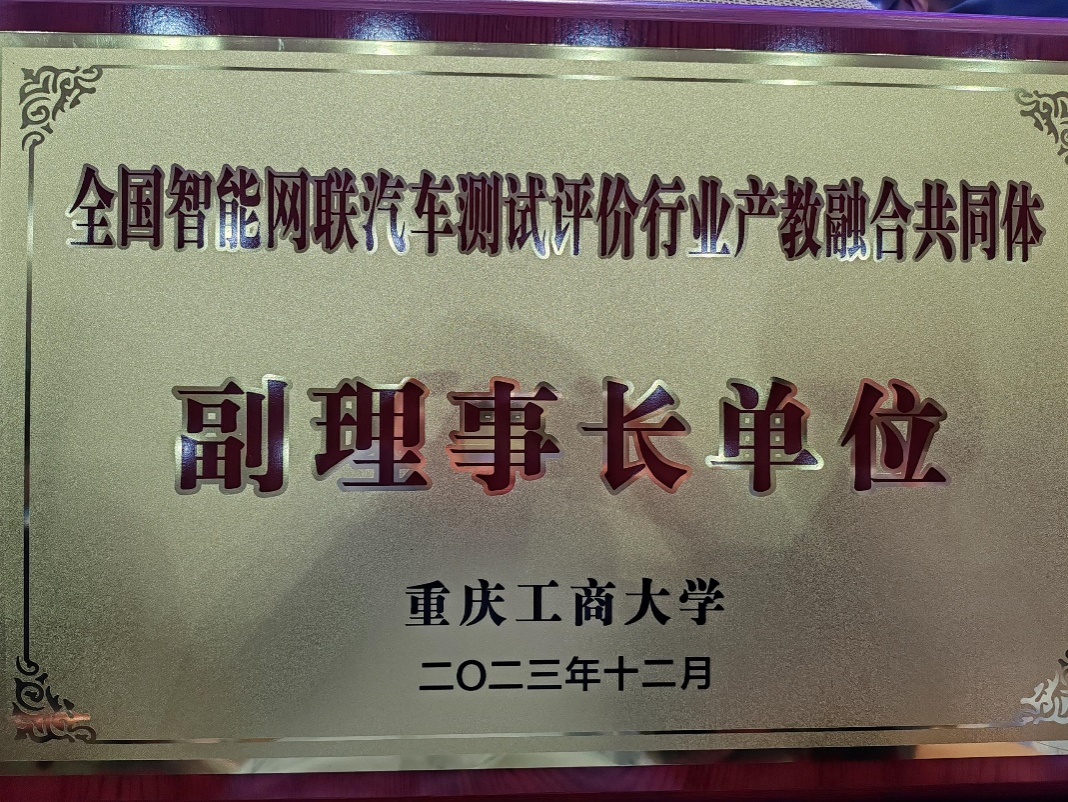 全国智能网联汽车测试评价行业产教融合共同体
副理事长单位
重庆工商大学
二〇二三年十二月